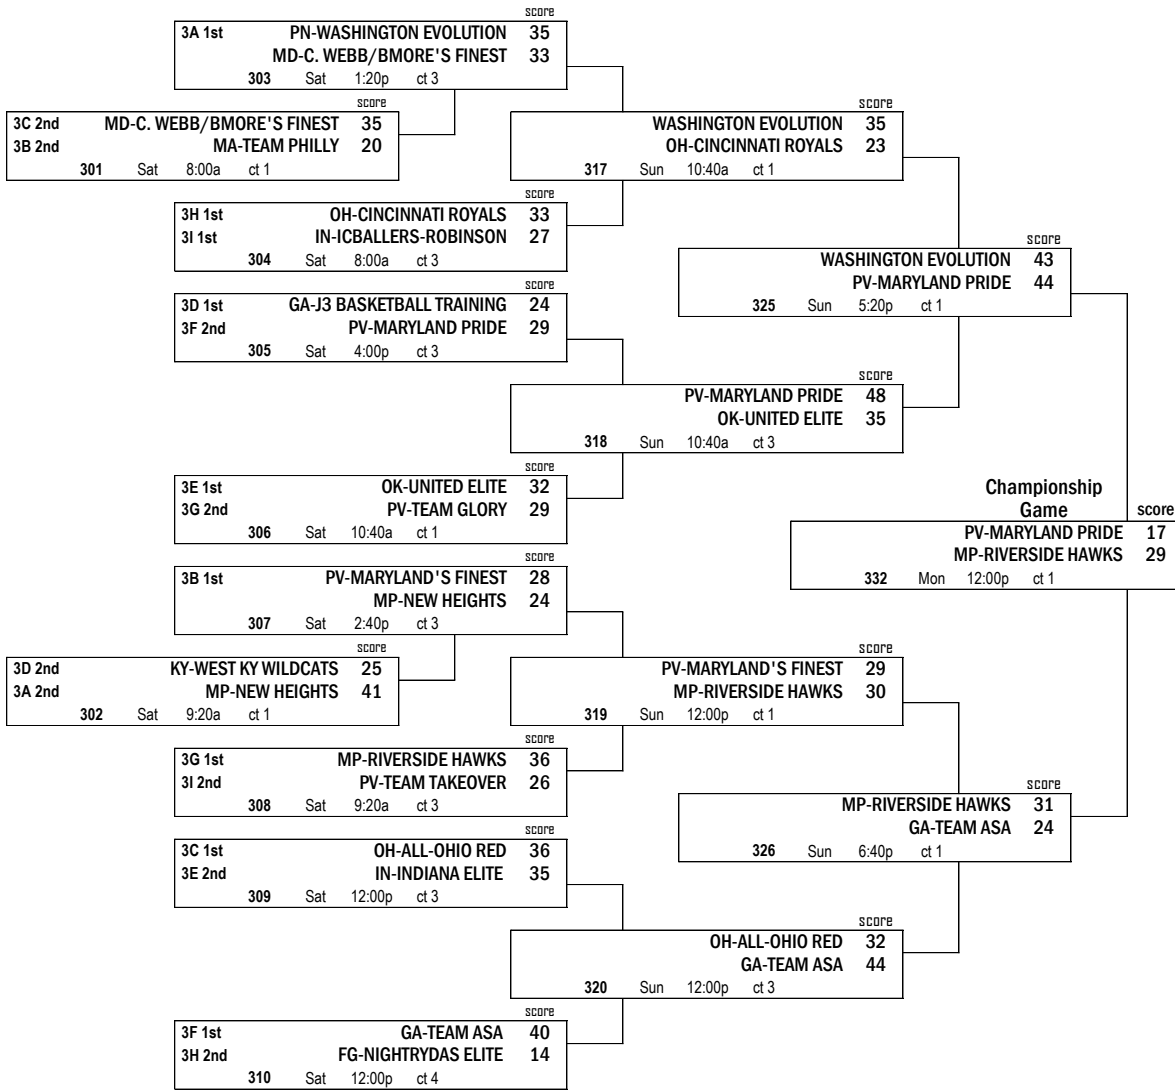 score
3A 1st PN-WASHINGTON EVOLUTION 35
MD-C. WEBB/BMORE'S FINEST 33
303 Sat 1:20p ct 3
score
3C 2nd MD-C. WEBB/BMORE'S FINEST 35
3B 2nd MA-TEAM PHILLY 20
301 Sat 8:00a ct 1
score
WASHINGTON EVOLUTION 35
OH-CINCINNATI ROYALS 23
317 Sun 10:40a ct 1
score
3H 1st OH-CINCINNATI ROYALS 33
3I 1st IN-ICBALLERS-ROBINSON 27
304 Sat 8:00a ct 3
score
WASHINGTON EVOLUTION 43
PV-MARYLAND PRIDE 44
325 Sun 5:20p ct 1
score
3D 1st GA-J3 BASKETBALL TRAINING 24
3F 2nd PV-MARYLAND PRIDE 29
305 Sat 4:00p ct 3
score
PV-MARYLAND PRIDE 48
OK-UNITED ELITE 35
318 Sun 10:40a ct 3
score
3E 1st OK-UNITED ELITE 32
3G 2nd PV-TEAM GLORY 29
306 Sat 10:40a ct 1
Championship
Game score
PV-MARYLAND PRIDE 17
MP-RIVERSIDE HAWKS 29
332 Mon 12:00p ct 1
score
3B 1st PV-MARYLAND'S FINEST 28
MP-NEW HEIGHTS 24
307 Sat 2:40p ct 3
score
3D 2nd KY-WEST KY WILDCATS 25
3A 2nd MP-NEW HEIGHTS 41
302 Sat 9:20a ct 1
score
PV-MARYLAND'S FINEST 29
MP-RIVERSIDE HAWKS 30
319 Sun 12:00p ct 1
score
3G 1st MP-RIVERSIDE HAWKS 36
3I 2nd PV-TEAM TAKEOVER 26
308 Sat 9:20a ct 3
score
MP-RIVERSIDE HAWKS 31
GA-TEAM ASA 24
326 Sun 6:40p ct 1
score
3C 1st OH-ALL-OHIO RED 36
3E 2nd IN-INDIANA ELITE 35
309 Sat 12:00p ct 3
score
OH-ALL-OHIO RED 32
GA-TEAM ASA 44
320 Sun 12:00p ct 3
score
3F 1st GA-TEAM ASA 40
3H 2nd FG-NIGHTRYDAS ELITE 14
310 Sat 12:00p ct 4